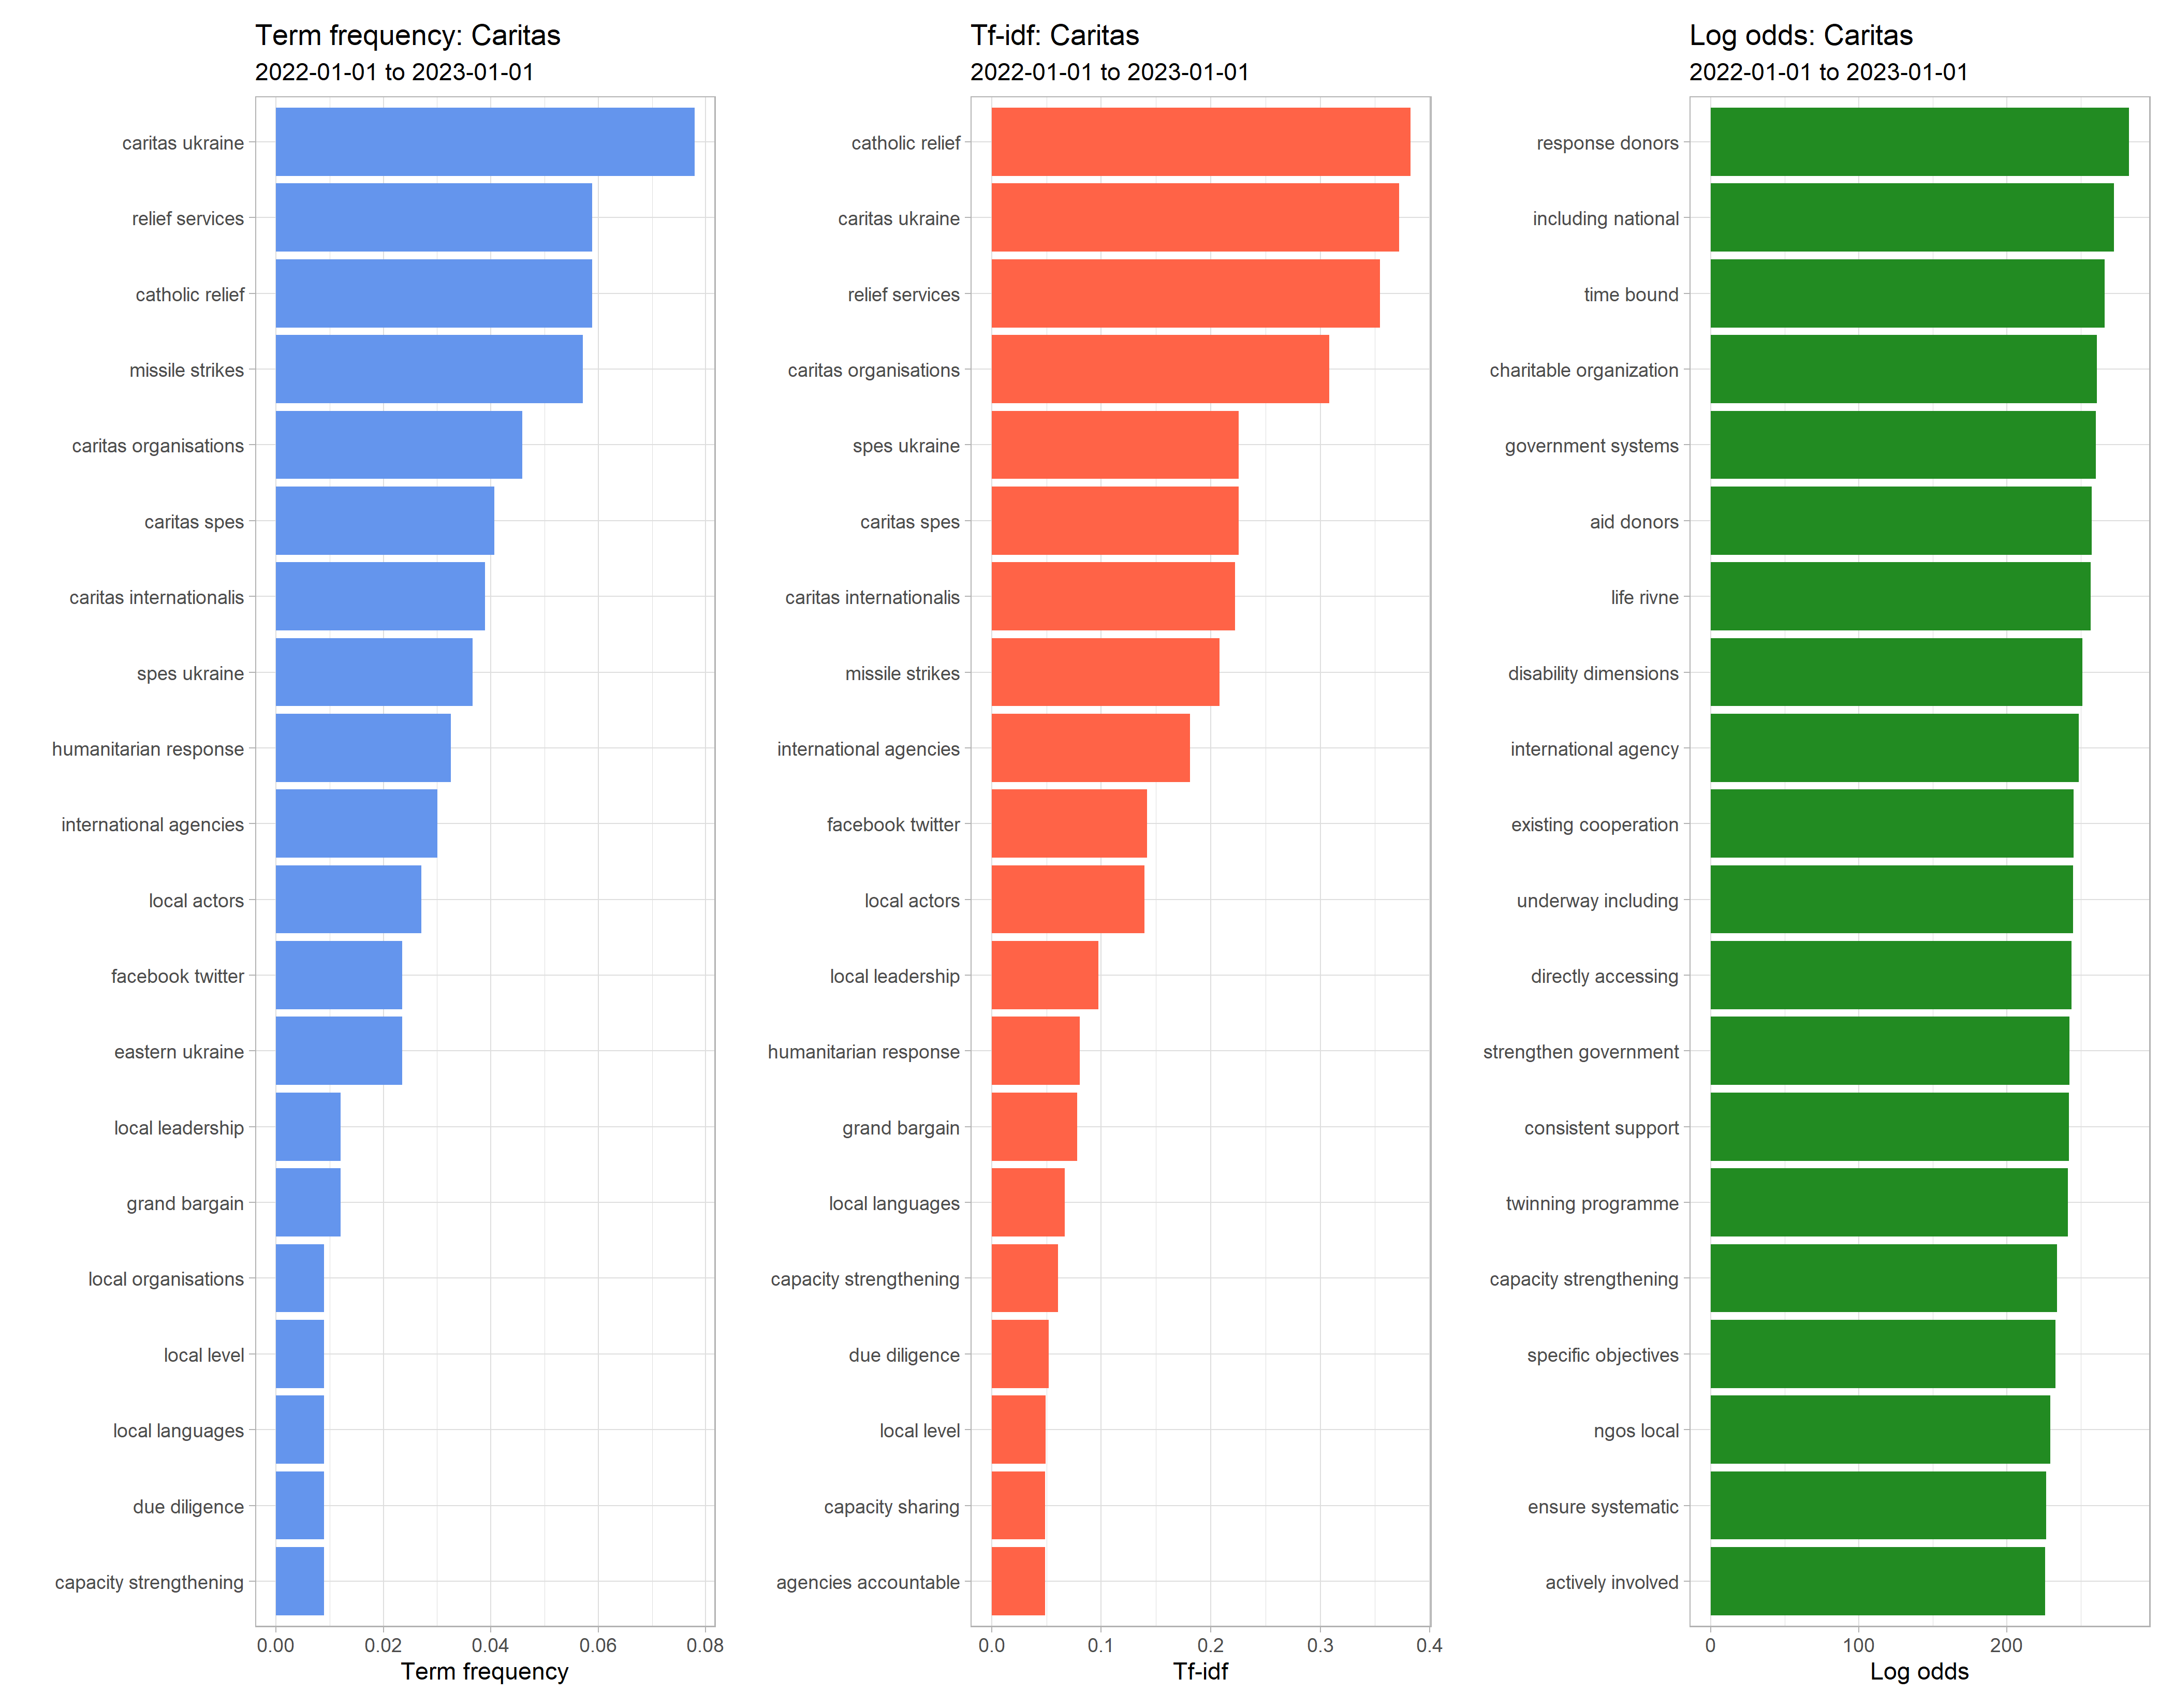 Term frequency: Caritas
2022-01-01 to 2023-01-01
caritas ukraine
relief services
catholic relief
missile strikes
caritas organisations
caritas spes
caritas internationalis
spes ukraine
humanitarian response
international agencies
local actors
facebook twitter
eastern ukraine
local leadership
grand bargain
local organisations
local level
local languages
due diligence
capacity strengthening
0.00 0.02 0.04 0.06 0.08
Term frequency
Tf-idf: Caritas
2022-01-01 to 2023-01-01
catholic relief
caritas ukraine
relief services
caritas organisations
spes ukraine
caritas spes
caritas internationalis
missile strikes
international agencies
facebook twitter
local actors
local leadership
humanitarian response
grand bargain
local languages
capacity strengthening
due diligence
local level
capacity sharing
agencies accountable
0.0 0.1 0.2 0.3 0.4
Tf-idf
Log odds: Caritas
2022-01-01 to 2023-01-01
response donors
including national
time bound
charitable organization
government systems
aid donors
life rivne
disability dimensions
international agency
existing cooperation
underway including
directly accessing
strengthen government
consistent support
twinning programme
capacity strengthening
specific objectives
ngos local
ensure systematic
actively involved
0 100 200
Log odds